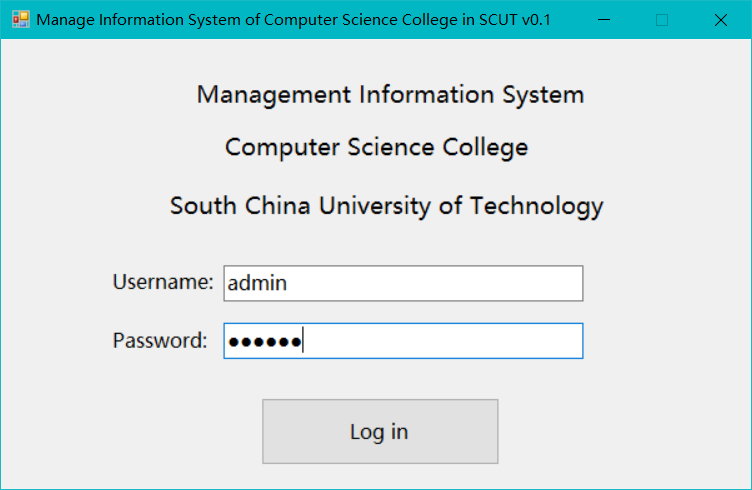 Manage Information System of Computer Science College in SCUT v0.1
Management Information System
Computer Science College
South China University of Technology
Username: admin
Password: ●●●●●●
Log in